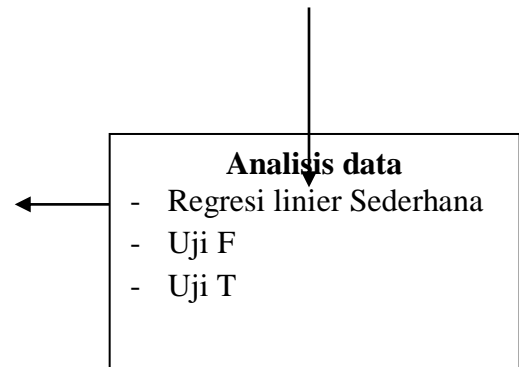 Analisis data
- Regresi linier Sederhana
- Uji F
- Uji T